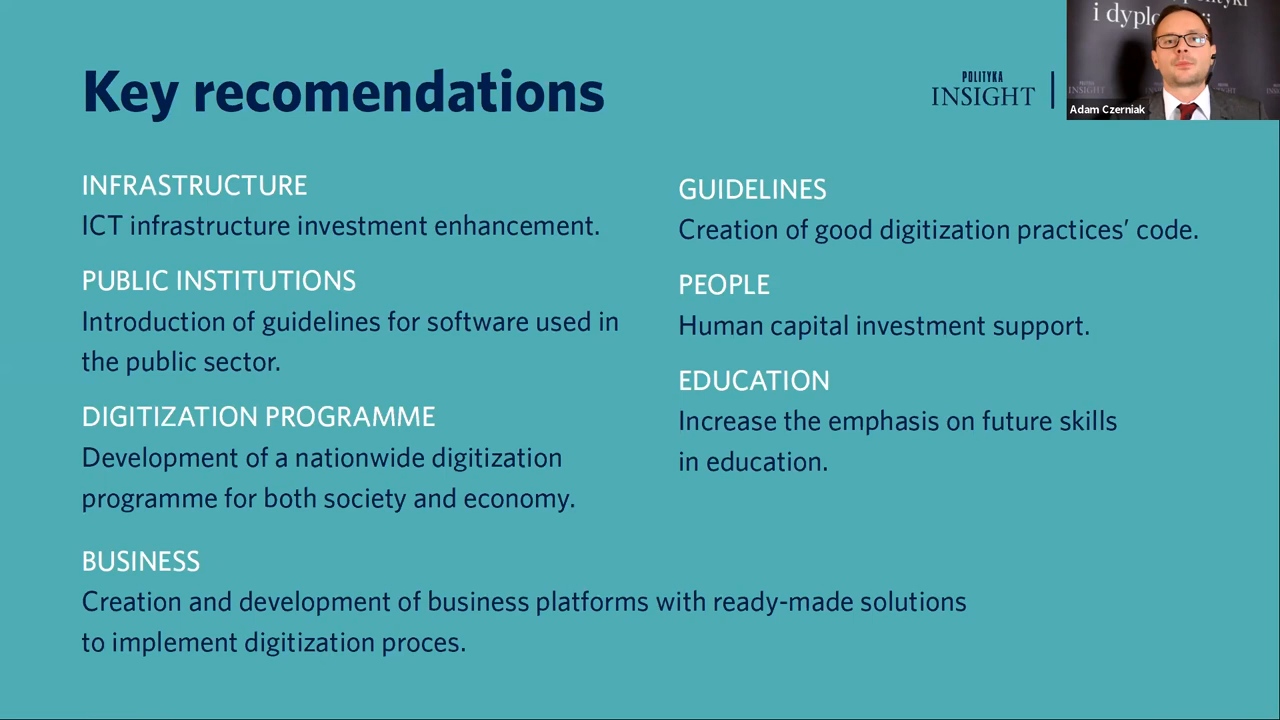 Key recomendations
POLITYKA
INSIGHT
i dyplo
Adam Czerniak
INFRASTRUCTURE
ICT infrastructure investment enhancement.
PUBLIC INSTITUTIONS
Introduction of guidelines for software used in
the public sector.
DIGITIZATION PROGRAMME
Development of a nationwide digitization
programme for both society and economy.
GUIDELINES
Creation of good digitization practices’ code.
PEOPLE
Human capital investment support.
EDUCATION
Increase the emphasis on future skills
in education.
BUSINESS
Creation and development of business platforms with ready-made solutions
to implement digitization proces.